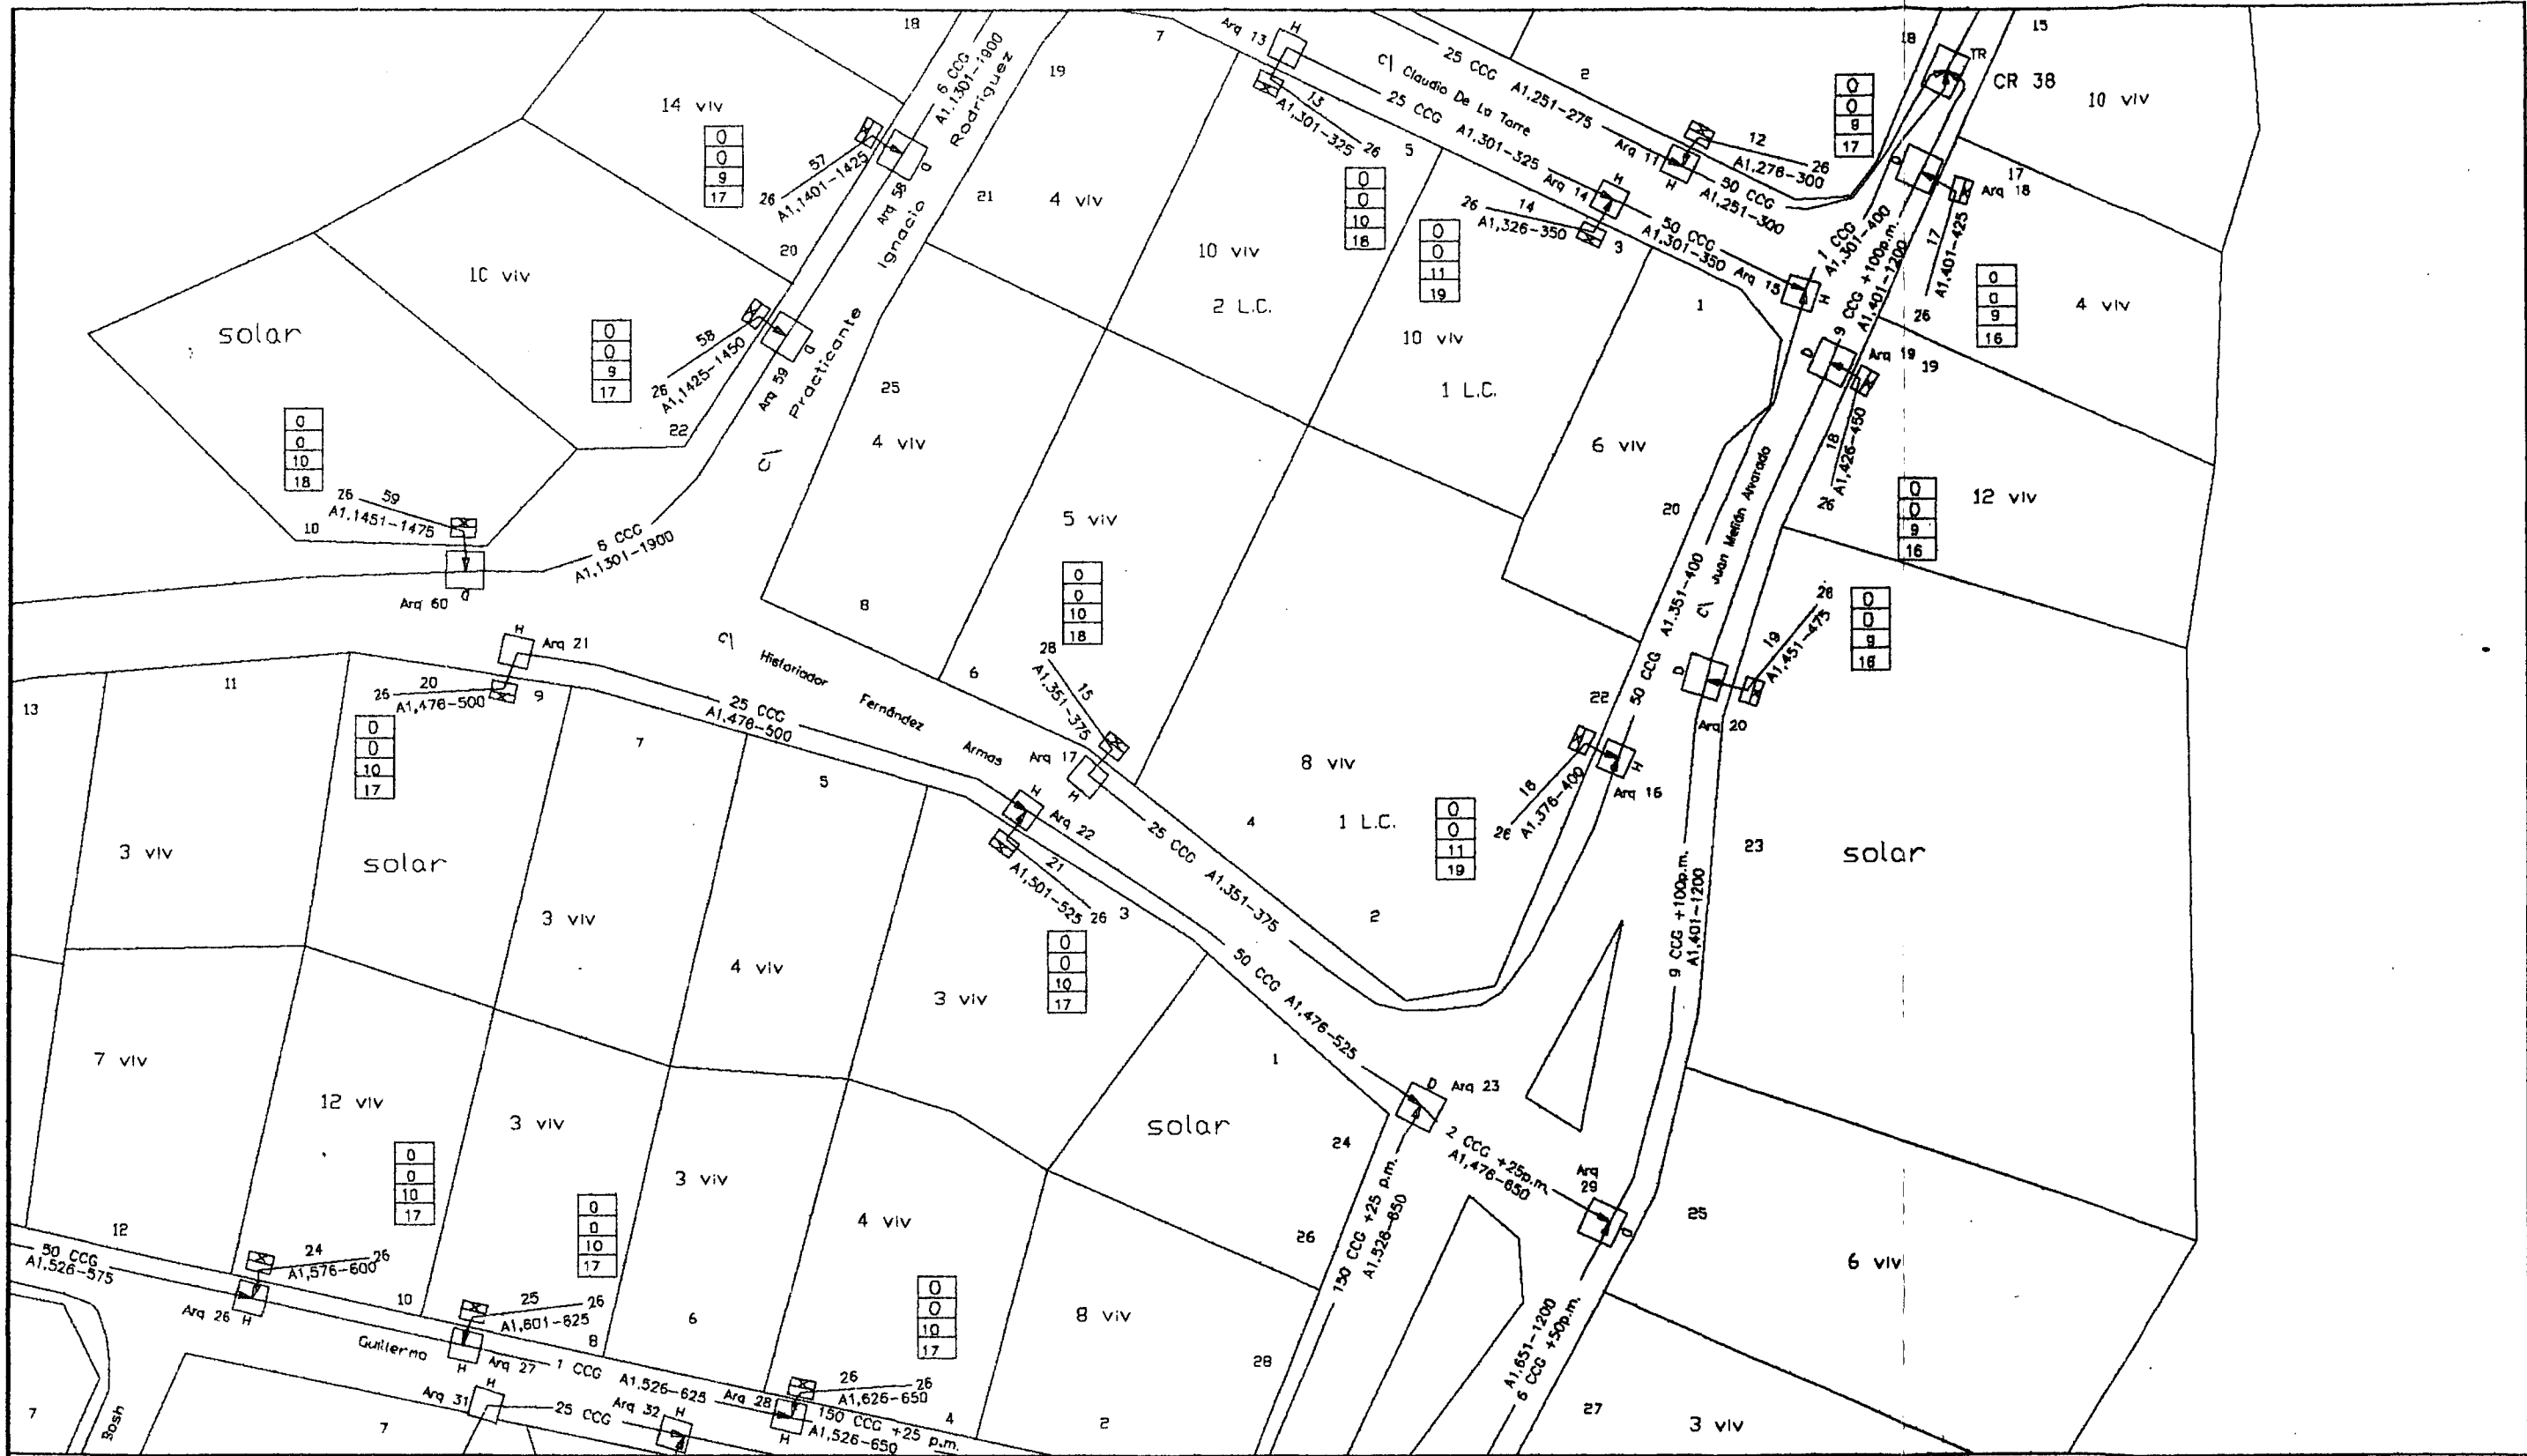 18
7
Arq 13
H
18
15
6 CCG
A1.1301-1900
19
25 CCG A1,251-275
2
TR
CR 38
10 viv
C\ Claudio De La Torre
14 viv
0
0
9
17
57
26
A1,1401-1425
Arq 58
D
13
A1,301-325
26
25 CCG A1.301-325
5
Arq 11
H
12
A1,276-300
26
0
0
9
17
50 CCG
A1,251-300
D
17
Arq 18
C\ Practicante Ignacio Rodriguez
21
4 viv
0
0
10
18
Arq 14
H
14
26
A1,326-350
3
50 CCG
A1,301-350
Arq 15
H
1 CCG
A1,301-400
9 CCG +100p.m.
A1,401-1200
17
A1,401-425
26
20
10 viv
2 L.C.
0
0
11
19
10 viv
1 L.C.
1
0
0
9
16
4 viv
10 viv
solar
0
0
9
17
58
26
A1,1425-1450
Arq 59
D
22
25
4 viv
D
Arq 19
19
6 viv
0
0
10
18
26
59
A1,1451-1475
10
18
A1,426-450
26
12 viv
0
0
9
16
20
5 viv
6 CCG
A1,1301-1900
Arq 60
D
8
0
0
10
18
A1.351-400
50 CCG
C\ Juan Melián Alvarado
26
19
A1,451-475
0
0
9
16
H
Arq 21
C\ Historiador Fernández Armas
6
26
15
A1,351-375
D
Arq 20
22
13
11
20
26
A1,476-500
9
25 CCG
A1,476-500
7
5
Arq 17
H
8 viv
1 L.C.
4
16
26
A1,376-400
Arq 16
H
0
0
10
17
0
0
11
19
H
Arq 22
21
A1,501-525
26
3
25 CCG A1.351-375
2
23
solar
3 viv
solar
3 viv
4 viv
3 viv
0
0
10
17
50 CCG A1.476-525
9 CCG +100p.m.
A1,401-1200
7 viv
12 viv
3 viv
3 viv
1
solar
24
D
Arq 23
2 CCG +25p.m.
A1,476-650
Arq
29
D
25
6 viv
0
0
10
17
0
0
10
17
4 viv
26
150 CCG +25 p.m.
A1.526-650
12
50 CCG
A1,526-575
24
26
A1,576-600
Arq 26
H
10
25
26
A1,601-625
8
6
0
0
10
17
8 viv
28
A1.651-1200
6 CCG +50p.m.
Guillermo
H
Arq 27
1 CCG A1.526-625
Arq 28
H
26
26
A1,626-650
4
2
150 CCG +25 p.m.
A1,526-650
27
3 viv
7
Bosh
7
Arq 31
H
25 CCG
Arq 32
H